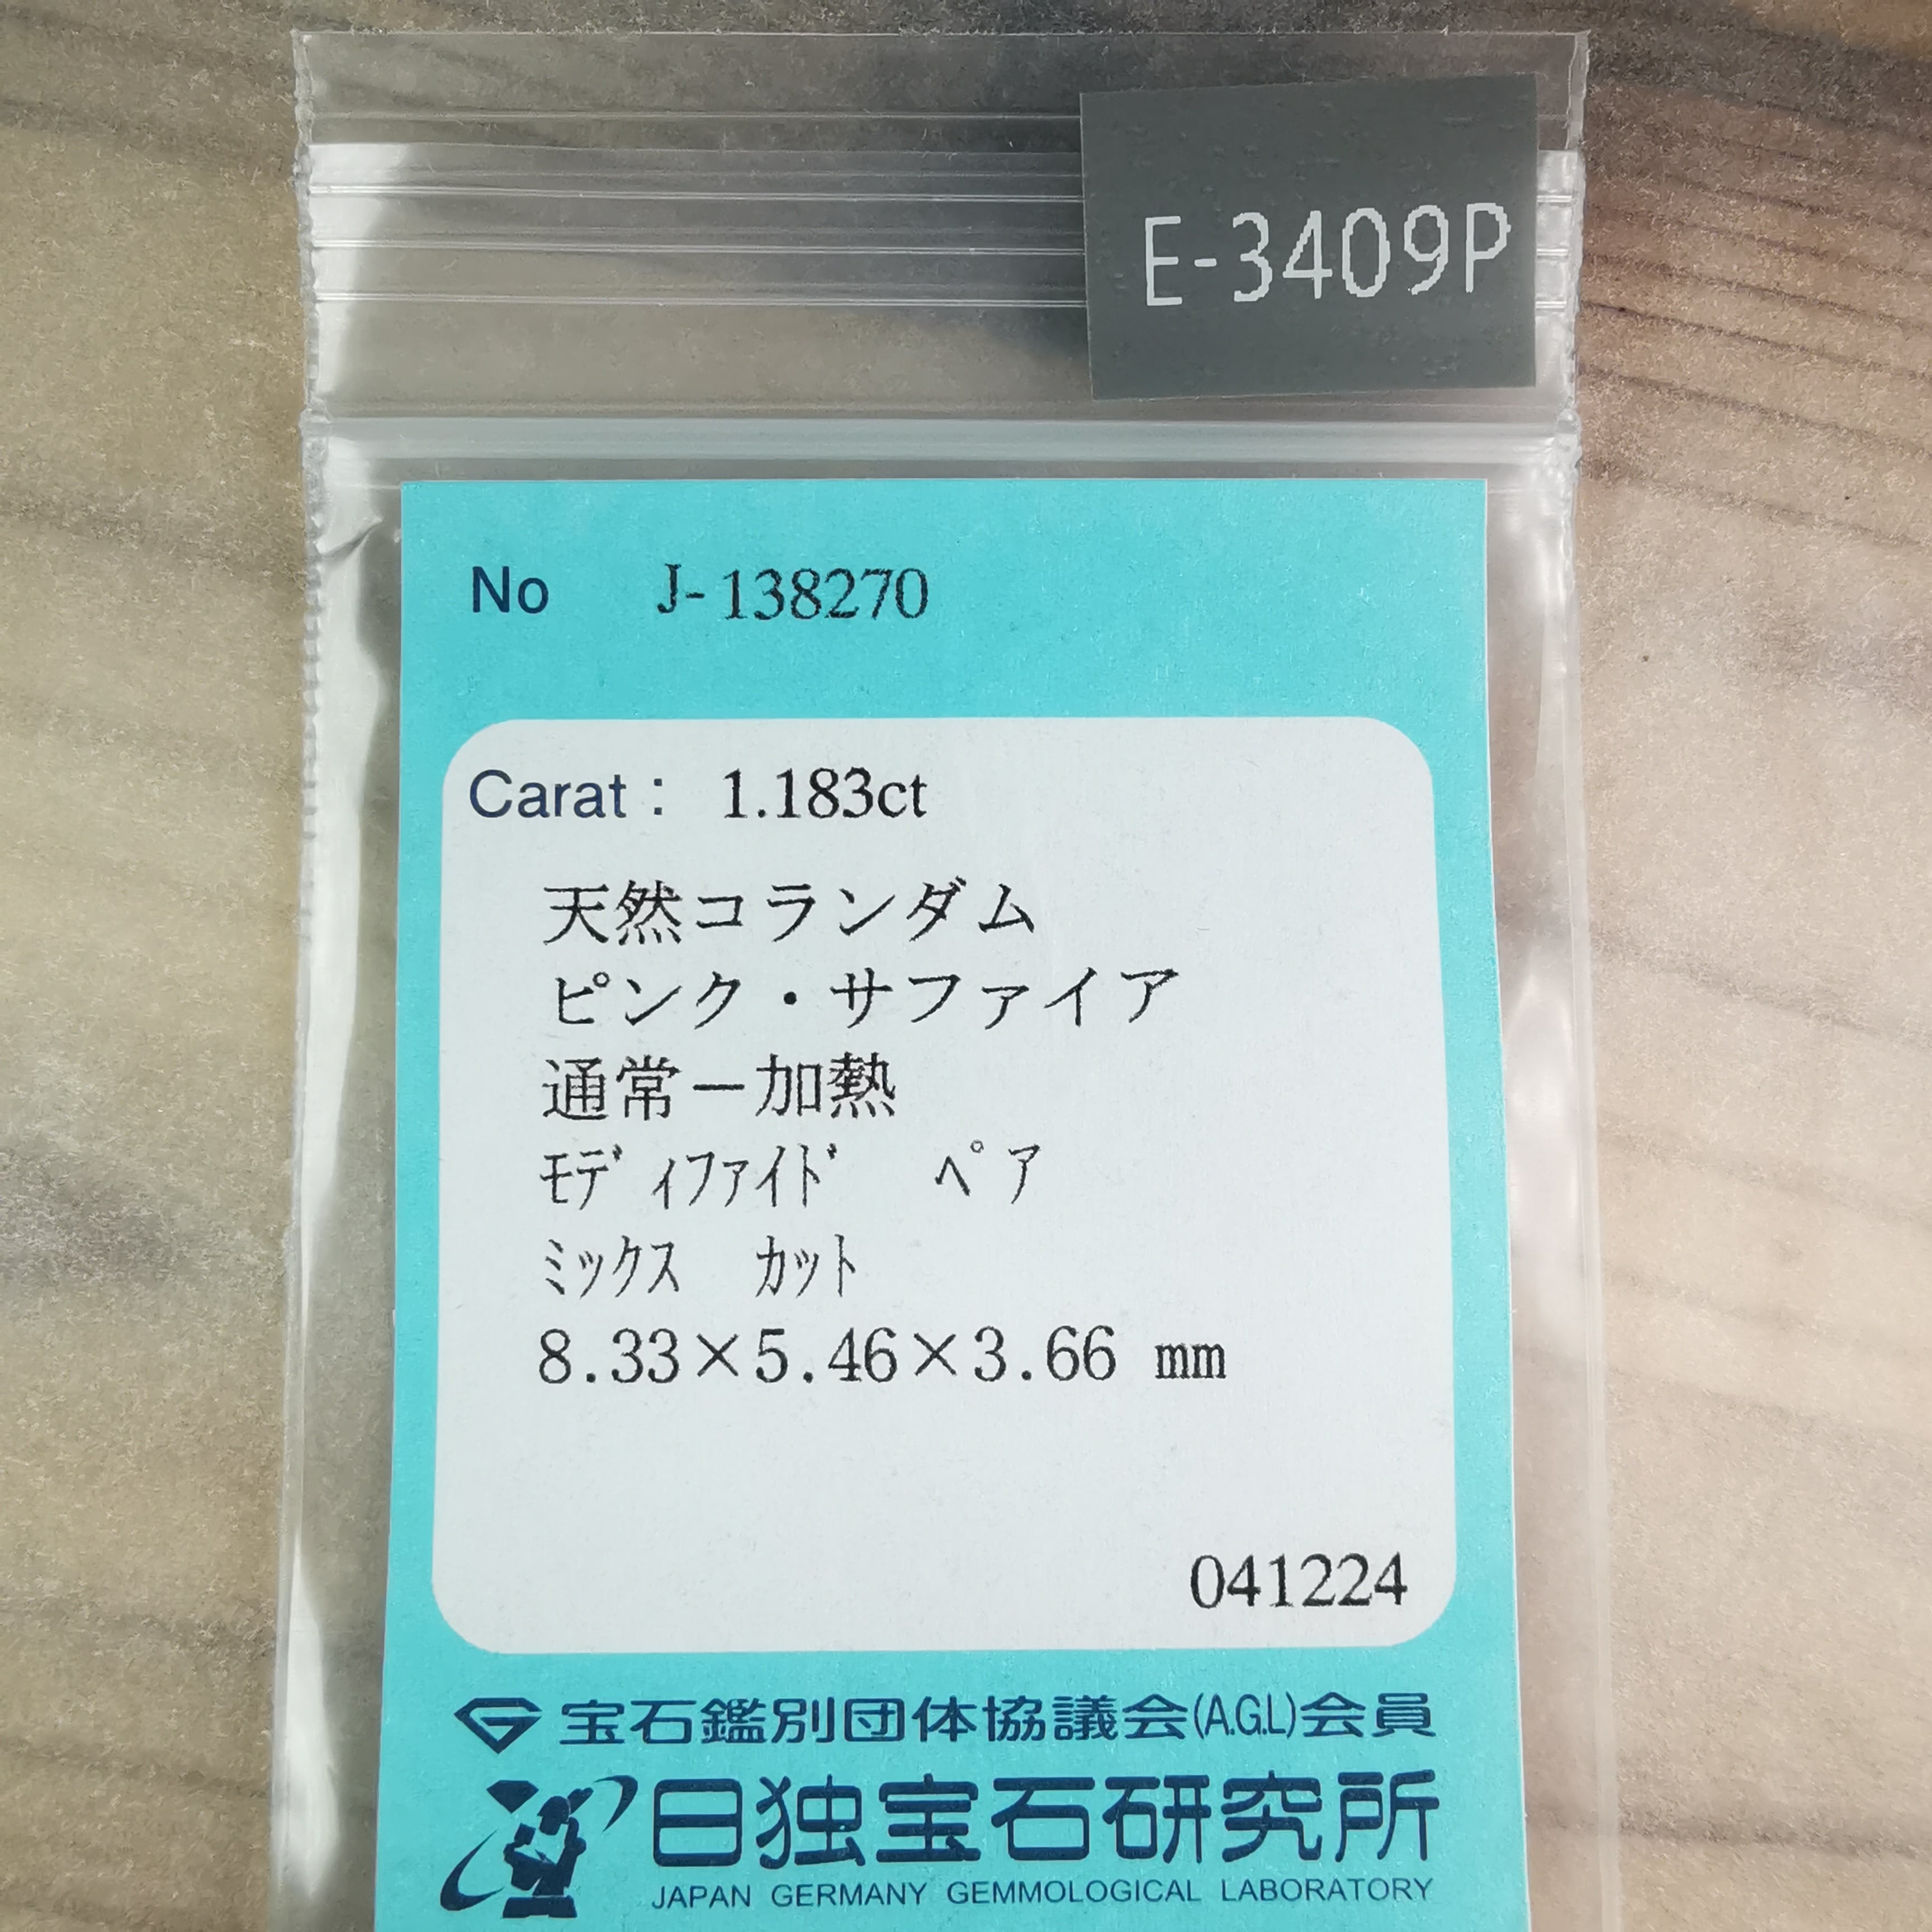 E-3409P
No J-138270
Carat: 1.183ct
天然コランダム
ピンク・サファイア
通常－加熱
ﾓﾃﾞｨﾌｧｲﾄﾞ ﾍﾟｱ
ﾐｯｸｽ ｶｯﾄ
8.33×5.46×3.66 mm
041224
宝石鑑別団体協議会(A.G.L)会員
日独宝石研究所
JAPAN GERMANY GEMMOLOGICAL LABORATORY